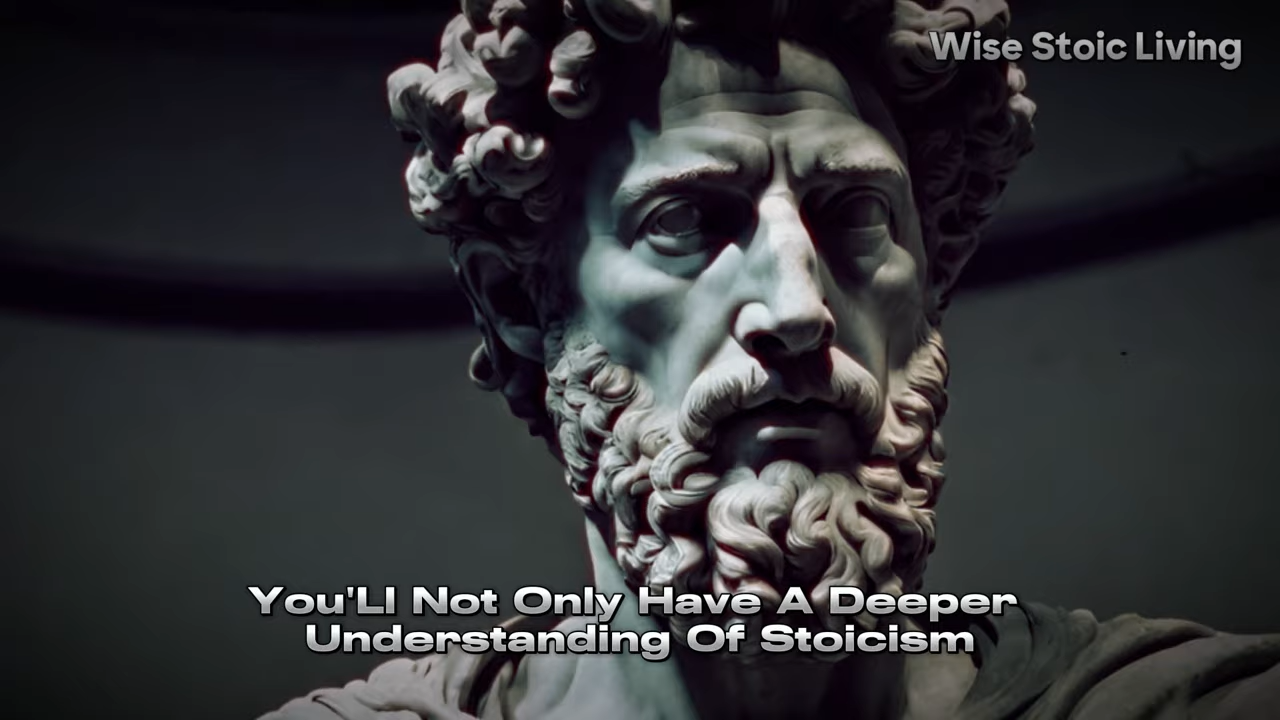 Wise Stoic Living
You'Ll Not Only Have A Deeper
Understanding Of Stoicism